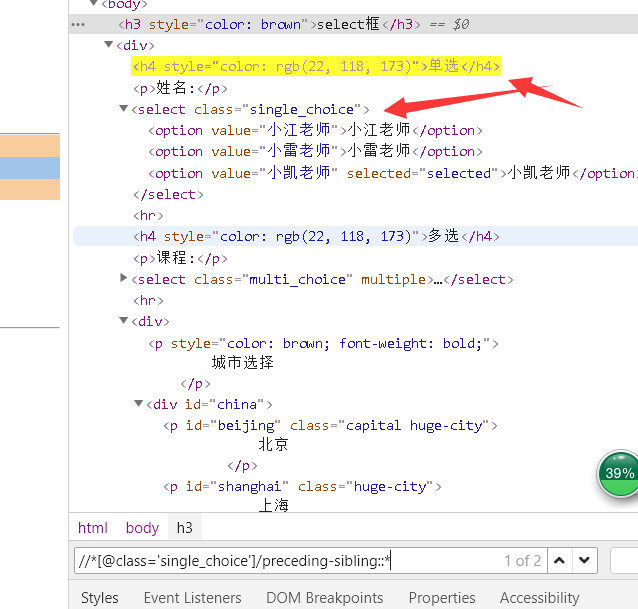 <body>
••• <h3 style="color: brown">select框</h3> == $0
▼<div>
<h4 style="color: rgb(22, 118, 173)">单选</h4>
<p>姓名:</p>
▼<select class="single_choice">
<option value="小江老师">小江老师</option>
<option value="小雷老师">小雷老师</option>
<option value="小凯老师" selected="selected">小凯老师</option
</select>
<hr>
<h4 style="color: rgb(22, 118, 173)">多选</h4>
<p>课程:</p>
▶<select class="multi_choice" multiple>…</select>
<hr>
▼<div>
<p style="color: brown; font-weight: bold;">
城市选择
</p>
▼<div id="china">
<p id="beijing" class="capital huge-city">
北京
</p>
<p id="shanghai" class="huge-city">
上海
39%
html body h3
//*[@class='single_choice']/preceding-sibling::* 1 of 2
Styles Event Listeners DOM Breakpoints Properties Accessibility